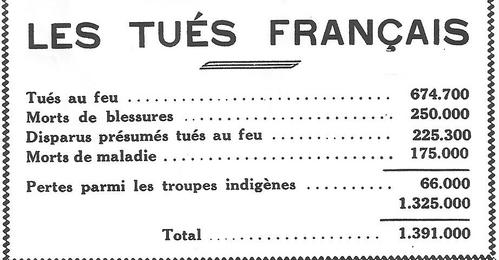 LES TUÉS FRANÇAIS
Tués au feu ........................... 674.700
Morts de blessures ..................... 250.000
Disparus présumés tués au feu ............ 225.300
Morts de maladie ....................... 175.000
Pertes parmi les troupes indigènes ......... 66.000
1.325.000
Total ................... 1.391.000